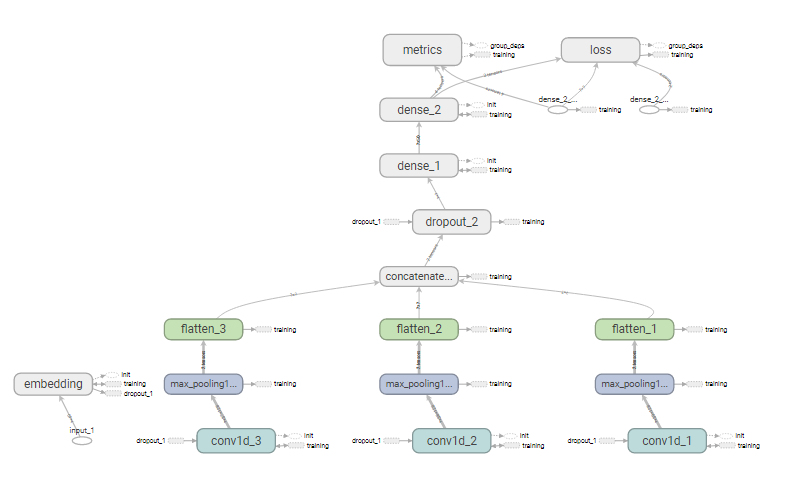 metrics
group_deps
training
loss
group_deps
training
dense_2
init
training
dense_2_...
training
dense_2_...
training
dense_1
init
training
dropout_1
dropout_2
training
concatenate...
training
flatten_3
training
flatten_2
training
flatten_1
training
embedding
init
training
dropout_1
max_pooling1...
training
max_pooling1...
training
max_pooling1...
training
input_1
dropout_1
conv1d_3
init
training
dropout_1
conv1d_2
init
training
dropout_1
conv1d_1
init
training